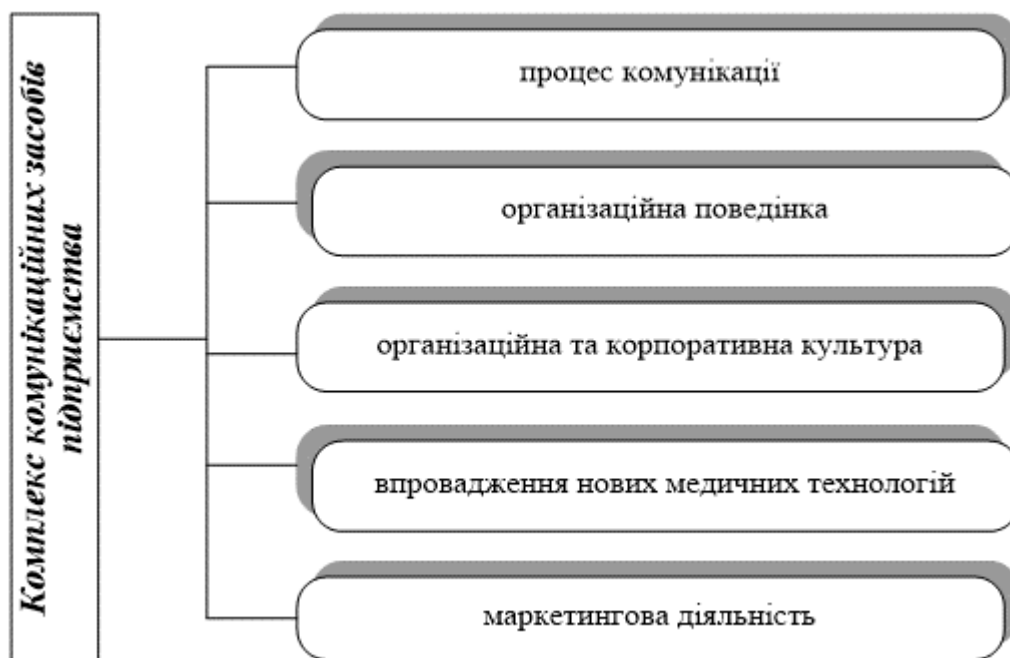 Комплекс комунікаційних засобів
підприємства
процес комунікації
організаційна поведінка
організаційна та корпоративна культура
впровадження нових медичних технологій
маркетингова діяльність